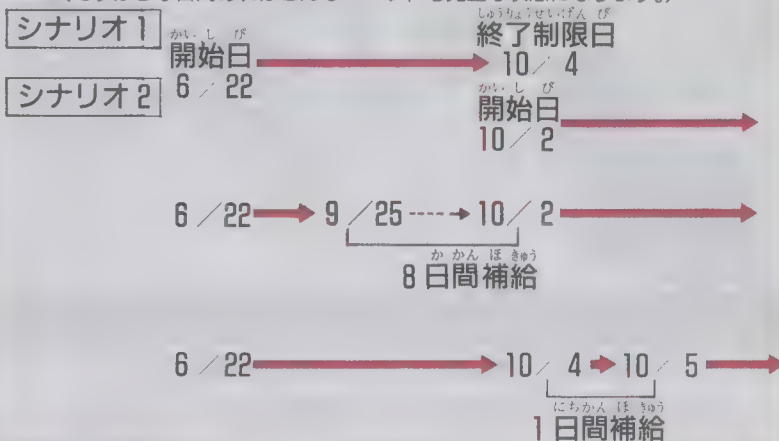 シナリオ1
かいしび
開始日
6/22
しゅうりょうせいげんび
終了制限日
10/4
シナリオ2
かいしび
開始日
10/2
6/22 9/25 10/2
かかんほきゅう
8日間補給
6/22 10/4 10/5
にちかんほきゅう
1日間補給